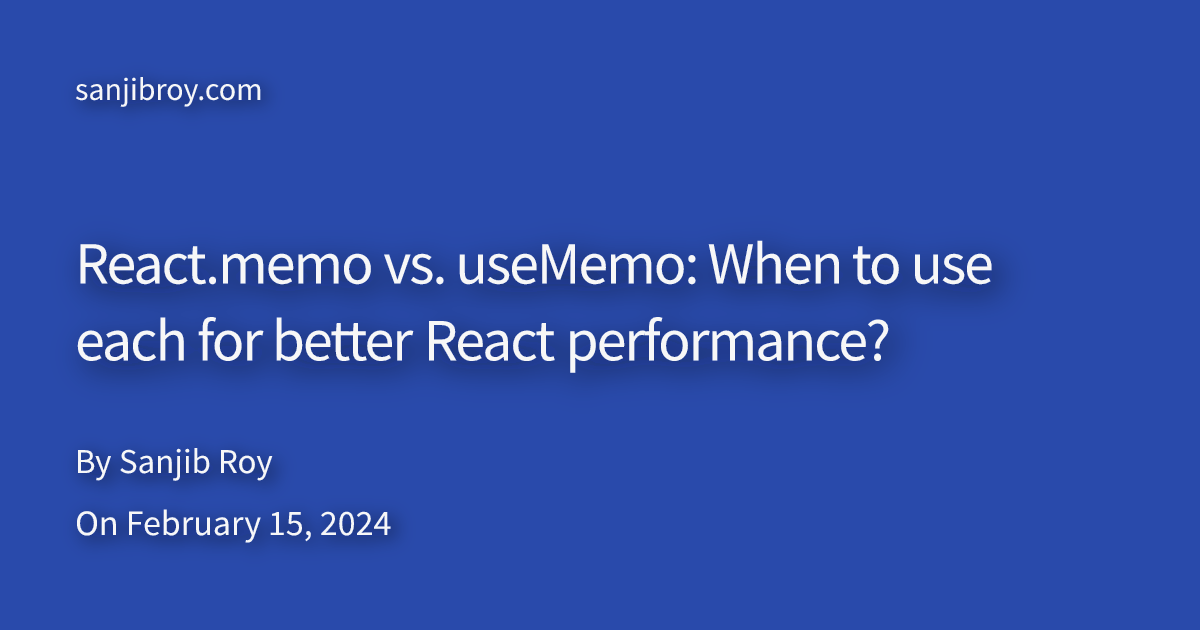 sanjibroy.com
React.memo vs. useMemo: When to use
each for better React performance?
By Sanjib Roy
On February 15, 2024